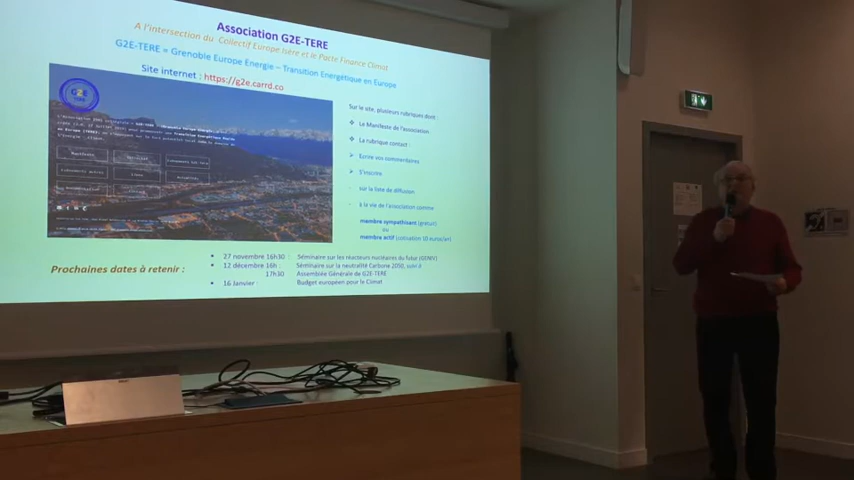 Association G2E-TERE
A l'intersection du Collectif Europe Isère et le Pacte Finance Climat
G2E-TERE = Grenoble Europe Energie – Transition Energétique en Europe
Site internet : https://g2e.carrd.co
G2E
TERE
Manifeste
Sur le site, plusieurs rubriques dont :
Le Manifeste de l'association
La rubrique contact :
Ecrire vos commentaires
S'inscrire
- sur la liste de diffusion
- à la vie de l'association comme
membre sympathisant (gratuit)
ou
membre actif (cotisation 10 euros/an)
Prochaines dates à retenir :
27 novembre 16h30 : Séminaire sur les réacteurs nucléaires du futur (GENIV)
12 décembre 16h : Séminaire sur la neutralité Carbone 2050, suivi à
17h30 Assemblée Générale de G2E-TERE
16 Janvier : Budget européen pour le Climat